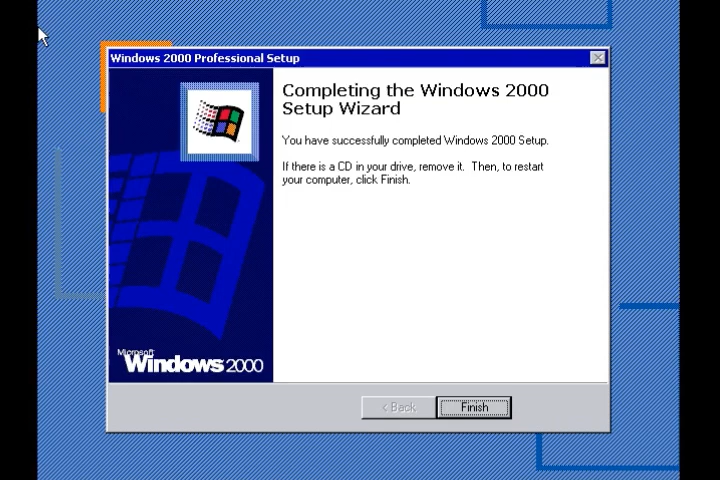 Windows 2000 Professional Setup
Completing the Windows 2000
Setup Wizard
You have successfully completed Windows 2000 Setup.
If there is a CD in your drive, remove it. Then, to restart
your computer, click Finish.
Microsoft
Windows 2000
< Back
Finish